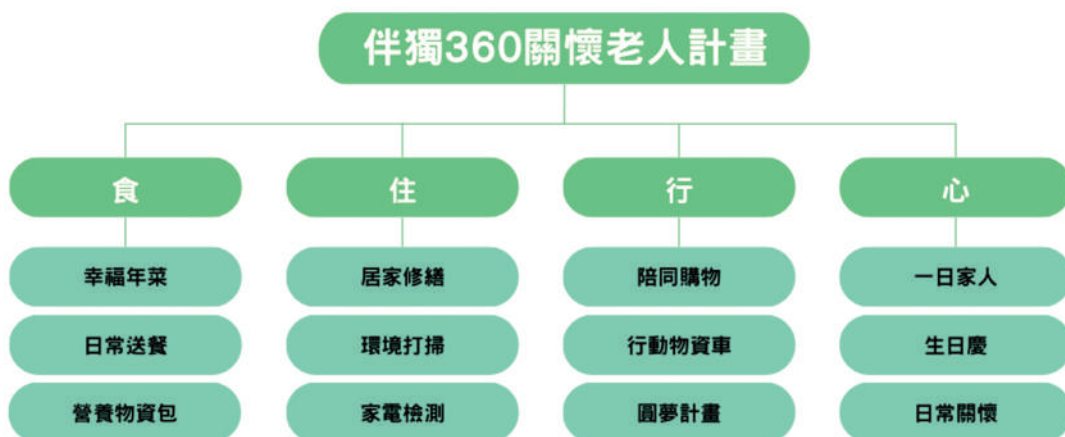 伴獨360關懷老人計畫
食
住
行
心
幸福年菜
居家修繕
陪同購物
一日家人
日常送餐
環境打掃
行動物資車
生日慶
營養物資包
家電檢測
圓夢計畫
日常關懷